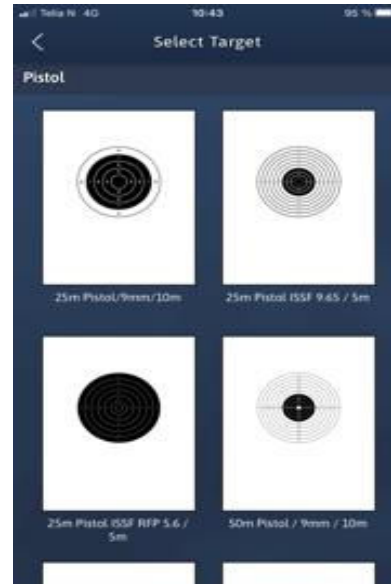 Telia N 4G 10:43 95 %
Select Target
Pistol
25m Pistol/9mm/10m
25m Pistol ISSF 9.65 / 5m
25m Pistol ISSF RFP 5.6 /
5m
50m Pistol / 9mm / 10m